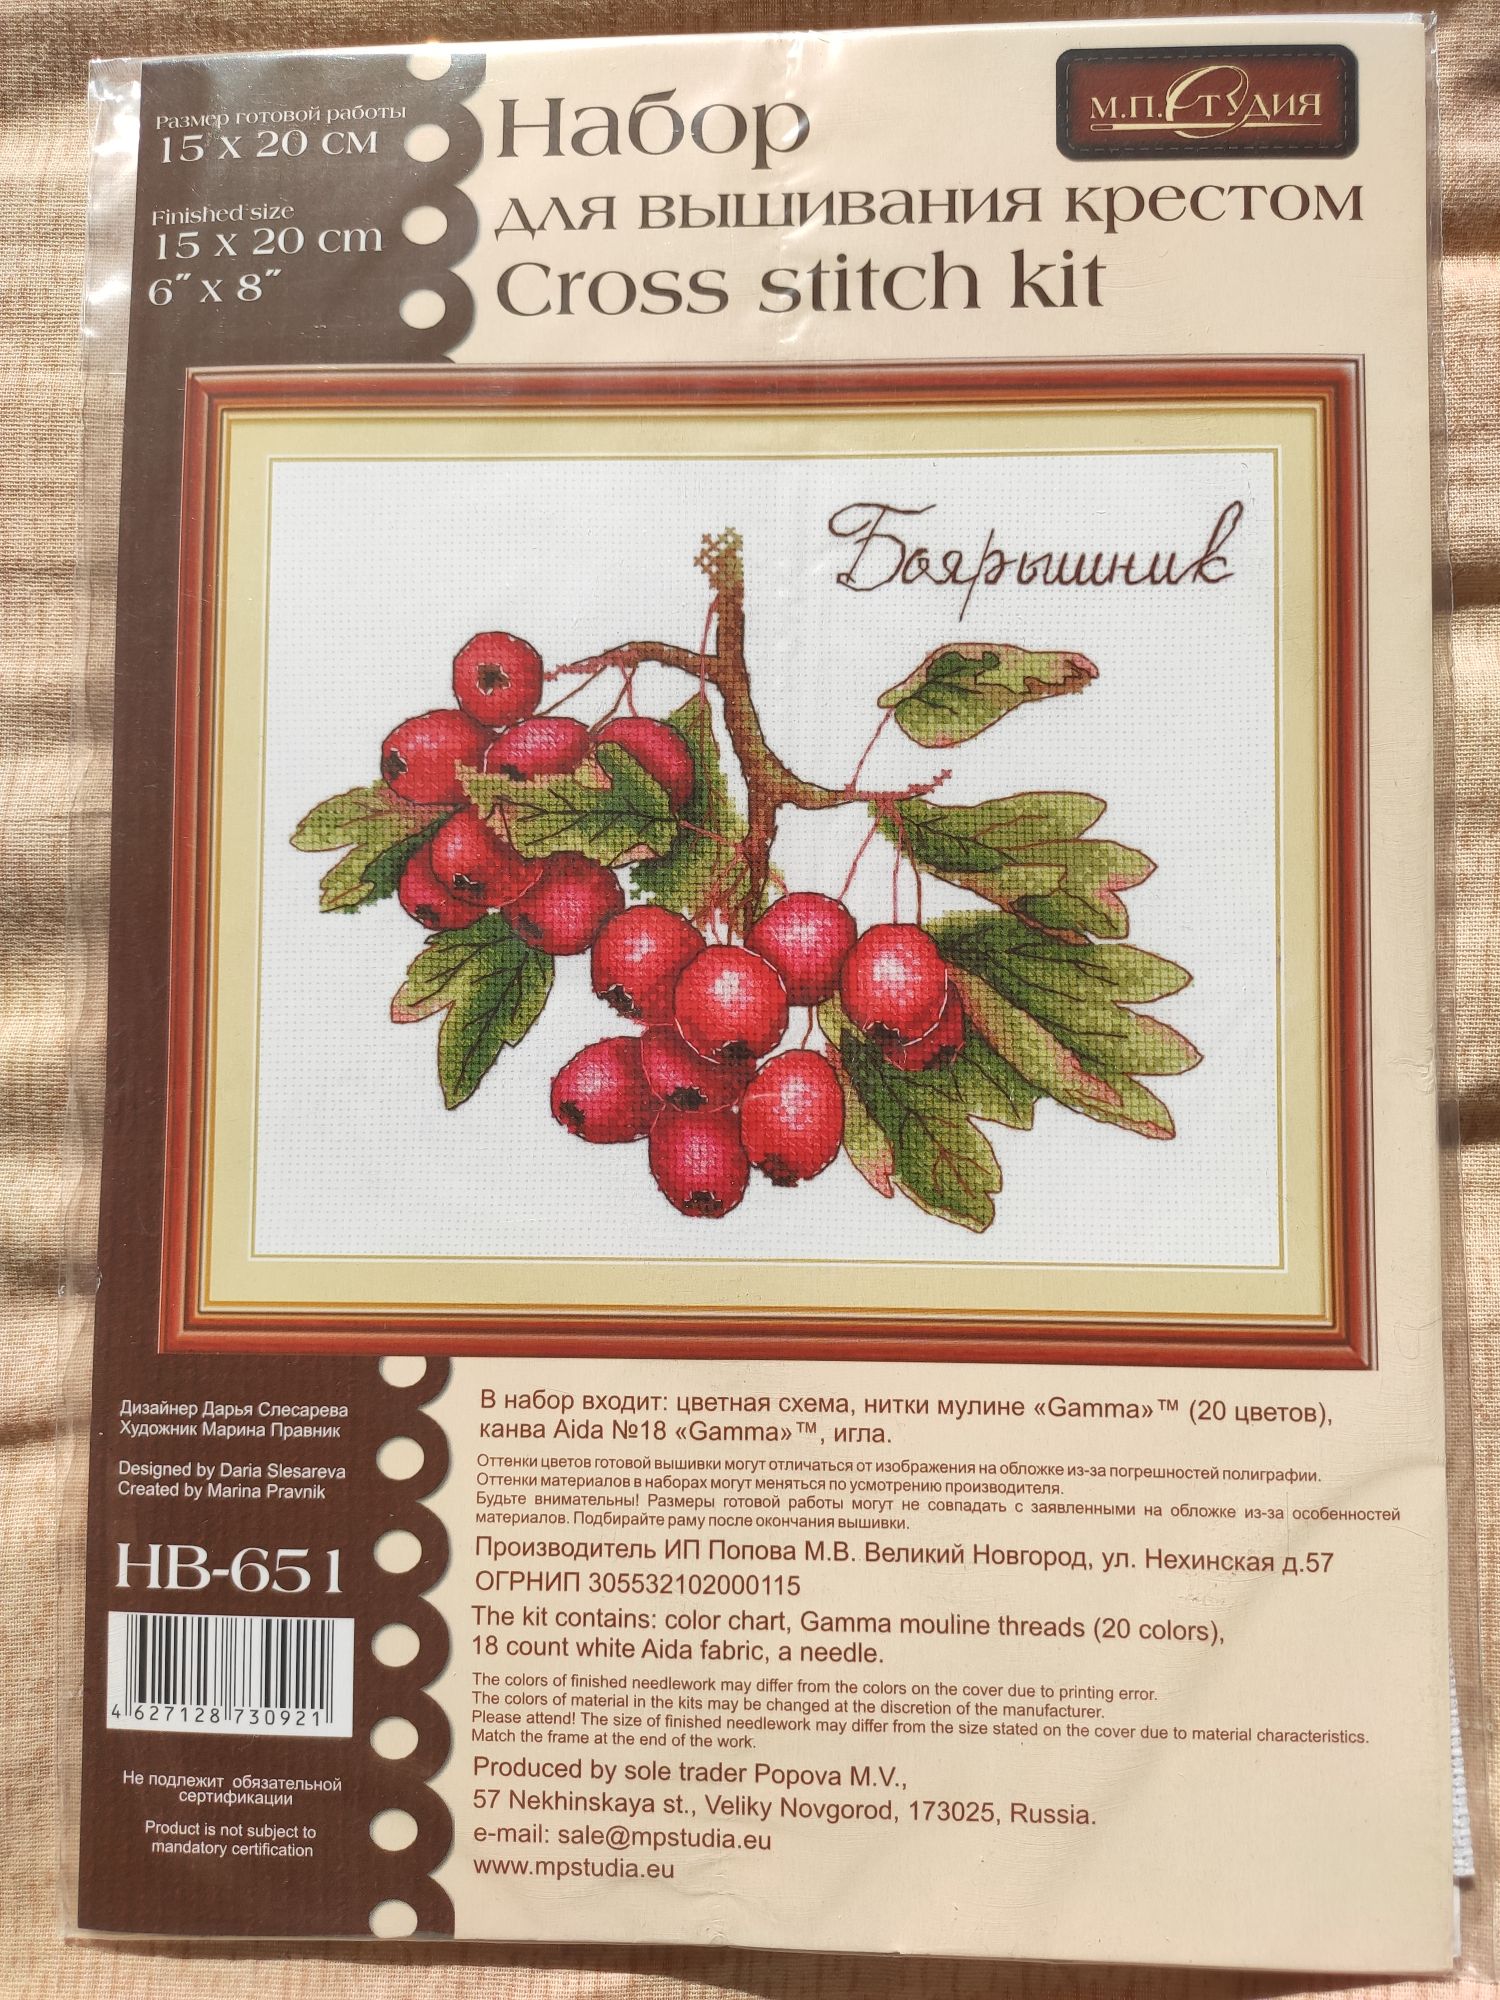 Размер готовой работы
15 x 20 см
Finished size
15 x 20 cm
6" x 8"
М.П.Студия
Набор
для вышивания крестом
Cross stitch kit
Боярышник
Дизайнер Дарья Слесарева
Художник Марина Правник
Designed by Daria Slesareva
Created by Marina Pravnik
НВ-651
4 627128 730921
Не подлежит обязательной
сертификации
Product is not subject to
mandatory certification
В набор входит: цветная схема, нитки мулине «Gamma»™ (20 цветов),
канва Aida №18 «Gamma»™, игла.
Оттенки цветов готовой вышивки могут отличаться от изображения на обложке из-за погрешностей полиграфии.
Оттенки материалов в наборах могут меняться по усмотрению производителя.
Будьте внимательны! Размеры готовой работы могут не совпадать с заявленными на обложке из-за особенностей
материалов. Подбирайте раму после окончания вышивки.
Производитель ИП Попова М.В. Великий Новгород, ул. Нехинская д.57
ОГРНИП 305532102000115
The kit contains: color chart, Gamma mouline threads (20 colors),
18 count white Aida fabric, a needle.
The colors of finished needlework may differ from the colors on the cover due to printing error.
The colors of material in the kits may be changed at the discretion of the manufacturer.
Please attend! The size of finished needlework may differ from the size stated on the cover due to material characteristics.
Match the frame at the end of the work.
Produced by sole trader Popova M.V.,
57 Nekhinskaya st., Veliky Novgorod, 173025, Russia.
e-mail: sale@mpstudia.eu
www.mpstudia.eu